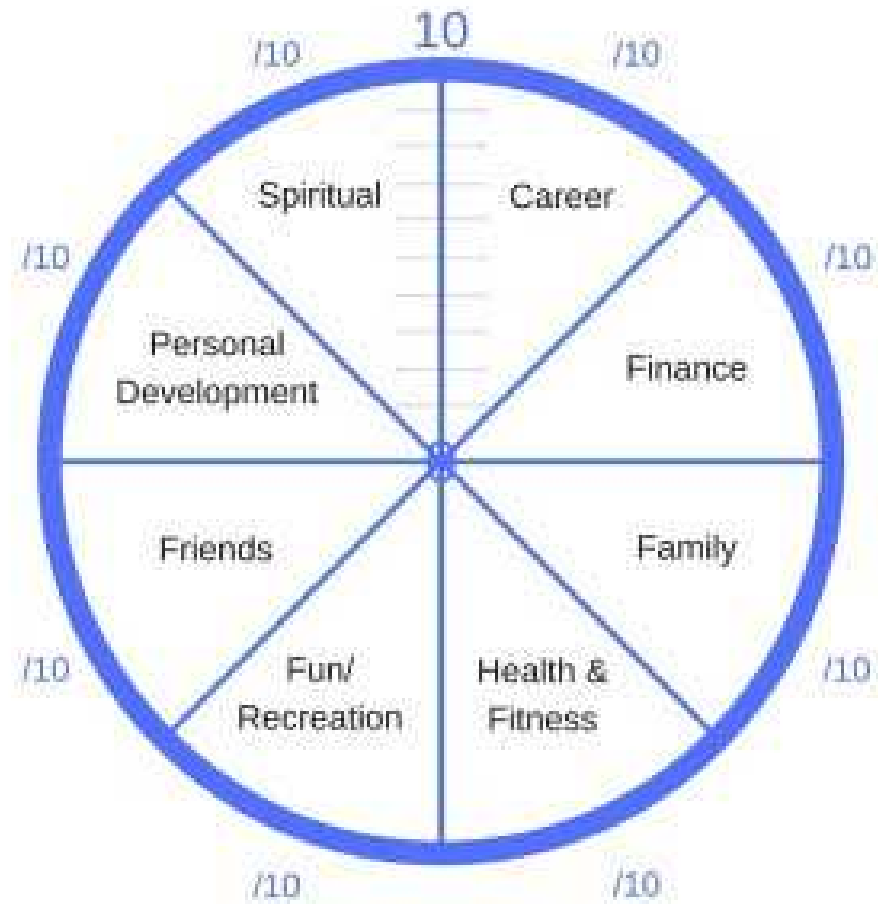 10
/10
/10
Spiritual
Career
/10
/10
Personal
Development
Finance
Friends
Family
/10
/10
Fun/
Recreation
Health &
Fitness
/10
/10